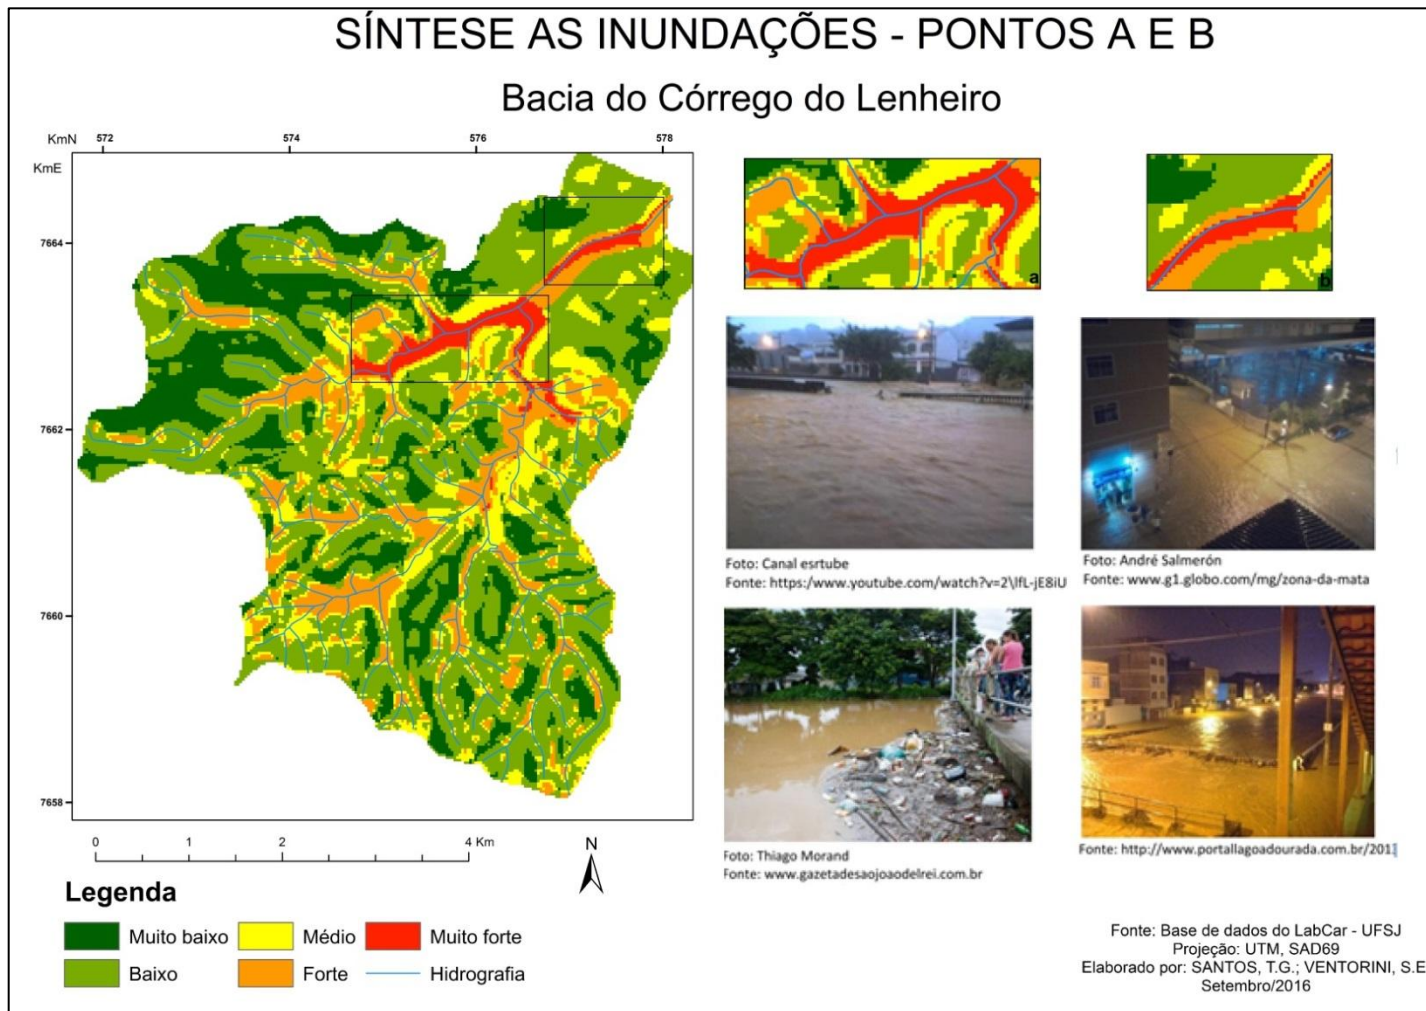 SÍNTESE AS INUNDAÇÕES - PONTOS A E B
Bacia do Córrego do Lenheiro
KmN 572 574 576 578
KmE
7664
7662
7660
7658
a
b
Foto: Canal esrtube
Fonte: https:/www.youtube.com/watch?v=2\lfL-jE8iU
Foto: André Salmerón
Fonte: www.g1.globo.com/mg/zona-da-mata
Foto: Thiago Morand
Fonte: www.gazetadesaojoaodelrei.com.br
Fonte: http://www.portallagoadourada.com.br/2013
0 1 2 4 Km
N
Legenda
Muito baixo Médio Muito forte
Baixo Forte Hidrografia
Fonte: Base de dados do LabCar - UFSJ
Projeção: UTM, SAD69
Elaborado por: SANTOS, T.G.; VENTORINI, S.E
Setembro/2016